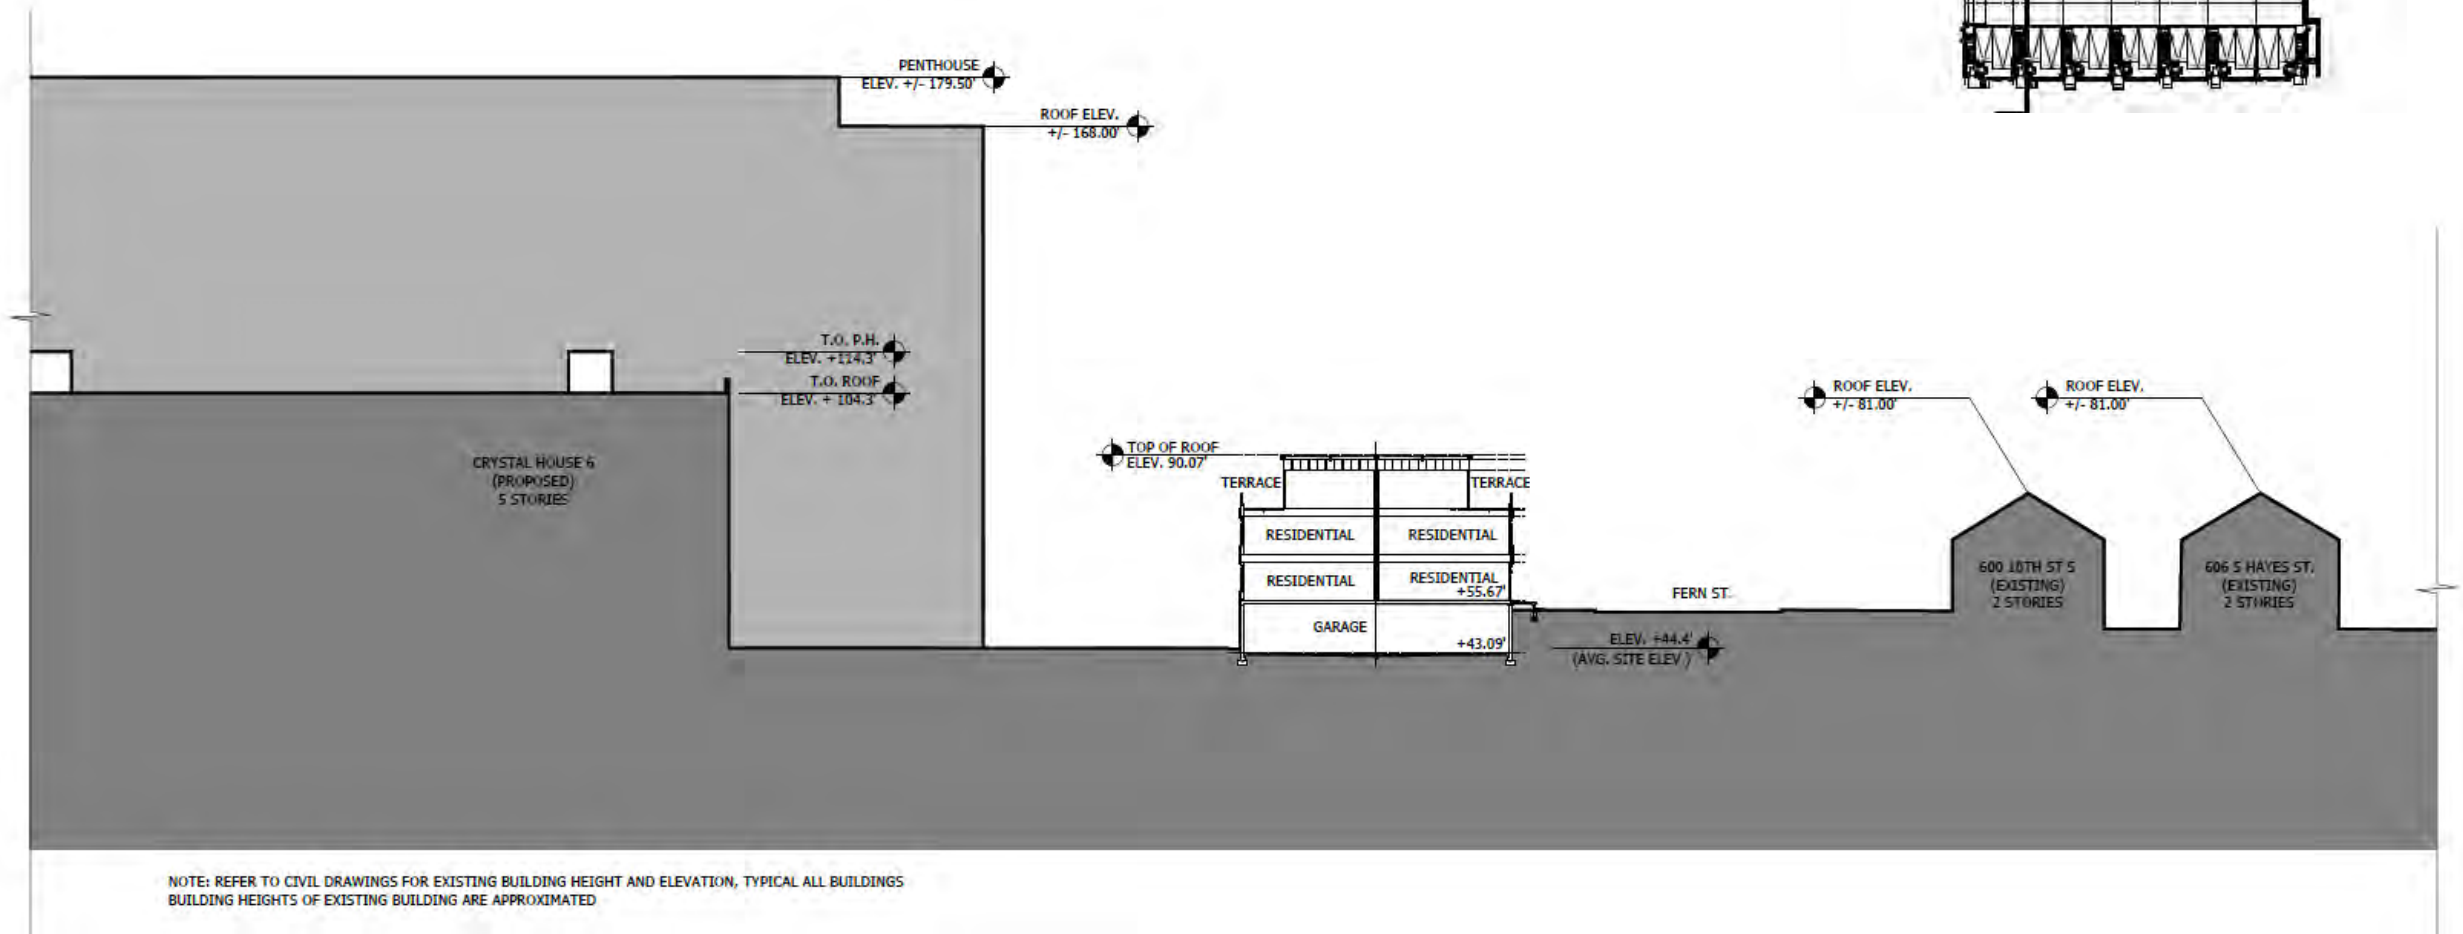 PENTHOUSE
ELEV. +/- 179.50'
ROOF ELEV.
+/- 168.00'
T.O. P.H.
ELEV. +114.3'
T.O. ROOF
ELEV. + 104.3'
CRYSTAL HOUSE 6
(PROPOSED)
5 STORIES
TOP OF ROOF
ELEV. 90.07'
TERRACE
TERRACE
RESIDENTIAL
RESIDENTIAL
RESIDENTIAL
RESIDENTIAL
+55.67'
GARAGE
+43.09'
FERN ST.
ELEV. +44.4'
(AVG. SITE ELEV.)
ROOF ELEV.
+/- 81.00'
ROOF ELEV.
+/- 81.00'
600 18TH ST S
(EXISTING)
2 STORIES
606 S HAYES ST.
(EXISTING)
2 STORIES
NOTE: REFER TO CIVIL DRAWINGS FOR EXISTING BUILDING HEIGHT AND ELEVATION, TYPICAL ALL BUILDINGS
BUILDING HEIGHTS OF EXISTING BUILDING ARE APPROXIMATED